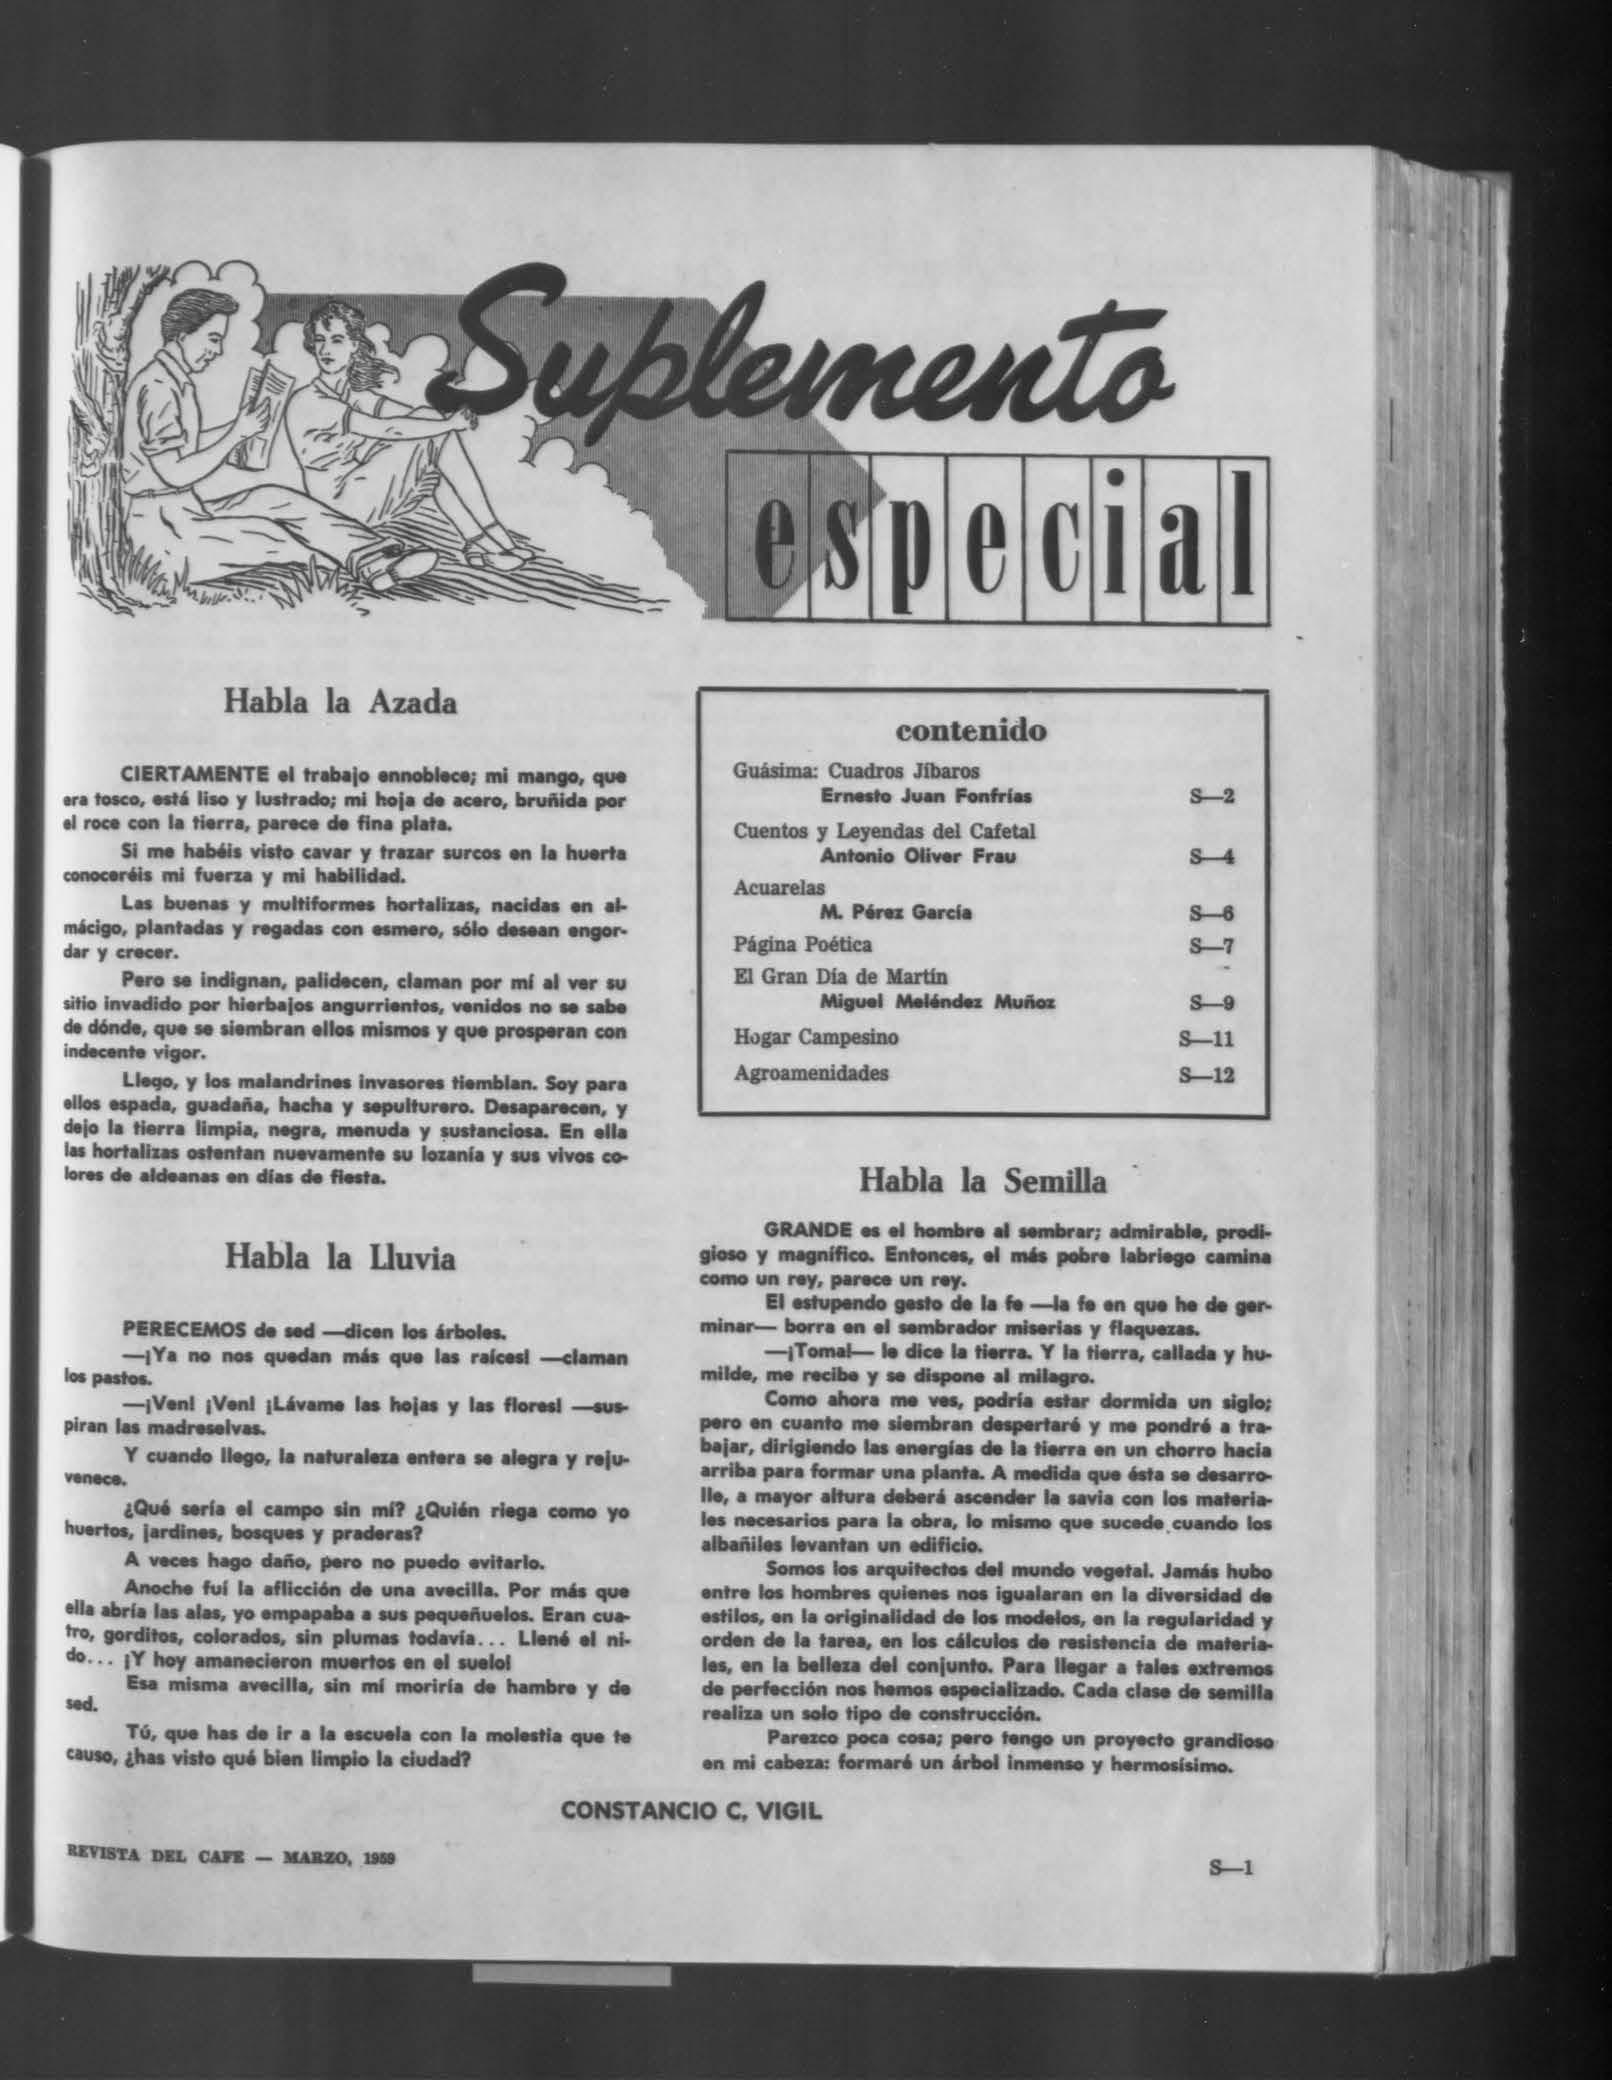 Suplemento
especial
Habla la Azada
CIERTAMENTE el trabajo ennoblece; mi mango, que
era tosco, está liso y lustrado; mi hoja de acero, bruñida por
el roce con la tierra, parece de fina plata.
Si me habéis visto cavar y trazar surcos en la huerta
conoceréis mi fuerza y mi habilidad.
Las buenas y multiformes hortalizas, nacidas en al-
mácigo, plantadas y regadas con esmero, sólo desean engor-
dar y crecer.
Pero se indignan, palidecen, claman por mí al ver su
sitio invadido por hierbajos angurrientos, venidos no se sabe
de dónde, que se siembran ellos mismos y que prosperan con
indecente vigor.
Llego, y los malandrines invasores tiemblan. Soy para
ellos espada, guadaña, hacha y sepulturero. Desaparecen, y
dejo la tierra limpia, negra, menuda y sustanciosa. En ella
las hortalizas ostentan nuevamente su lozanía y sus vivos co-
lores de aldeanas en días de fiesta.
Habla la Lluvia
PERECEMOS de sed —dicen los árboles.
—¡Ya no nos quedan más que las raíces! —claman
los pastos.
—¡Ven! ¡Ven! ¡Lávame las hojas y las flores! —sus-
piran las madreselvas.
Y cuando llego, la naturaleza entera se alegra y reju-
venece.
¿Qué sería el campo sin mí? ¿Quién riega como yo
huertos, jardines, bosques y praderas?
A veces hago daño, pero no puedo evitarlo.
Anoche fuí la aflicción de una avecilla. Por más que
ella abría las alas, yo empapaba a sus pequeñuelos. Eran cua-
tro, gorditos, colorados, sin plumas todavía... Llené el ni-
do... ¡Y hoy amanecieron muertos en el suelo!
Esa misma avecilla, sin mí moriría de hambre y de
sed.
Tú, que has de ir a la escuela con la molestia que te
causo, ¿has visto qué bien limpio la ciudad?
contenido
Guásima: Cuadros Jíbaros
Ernesto Juan Fonfrías S—2
Cuentos y Leyendas del Cafetal
Antonio Oliver Frau S—4
Acuarelas
M. Pérez García S—6
Página Poética S—7
El Gran Día de Martín
Miguel Meléndez Muñoz S—9
Hogar Campesino S—11
Agroamenidades S—12
Habla la Semilla
GRANDE es el hombre al sembrar; admirable, prodi-
gioso y magnífico. Entonces, el más pobre labriego camina
como un rey, parece un rey.
El estupendo gesto de la fe —la fe en que he de ger-
minar— borra en el sembrador miserias y flaquezas.
—¡Toma!— le dice la tierra. Y la tierra, callada y hu-
milde, me recibe y se dispone al milagro.
Como ahora me ves, podría estar dormida un siglo;
pero en cuanto me siembran despertaré y me pondré a tra-
bajar, dirigiendo las energías de la tierra en un chorro hacia
arriba para formar una planta. A medida que ésta se desarro-
lle, a mayor altura deberá ascender la savia con los materia-
les necesarios para la obra, lo mismo que sucede cuando los
albañiles levantan un edificio.
Somos los arquitectos del mundo vegetal. Jamás hubo
entre los hombres quienes nos igualaran en la diversidad de
estilos, en la originalidad de los modelos, en la regularidad y
orden de la tarea, en los cálculos de resistencia de materia-
les, en la belleza del conjunto. Para llegar a tales extremos
de perfección nos hemos especializado. Cada clase de semilla
realiza un solo tipo de construcción.
Parezco poca cosa; pero tengo un proyecto grandioso
en mi cabeza: formaré un árbol inmenso y hermosísimo.
CONSTANCIO C. VIGIL
REVISTA DEL CAFE — MARZO, 1959
S—1